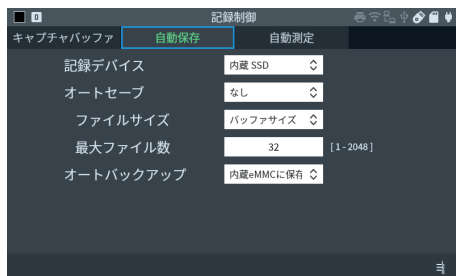 0 記録制御
キャプチャバッファ 自動保存 自動測定
記録デバイス 内蔵 SSD
オートセーブ なし
ファイルサイズ バッファサイズ
最大ファイル数 32 [ 1 - 2048 ]
オートバックアップ 内蔵eMMCに保存